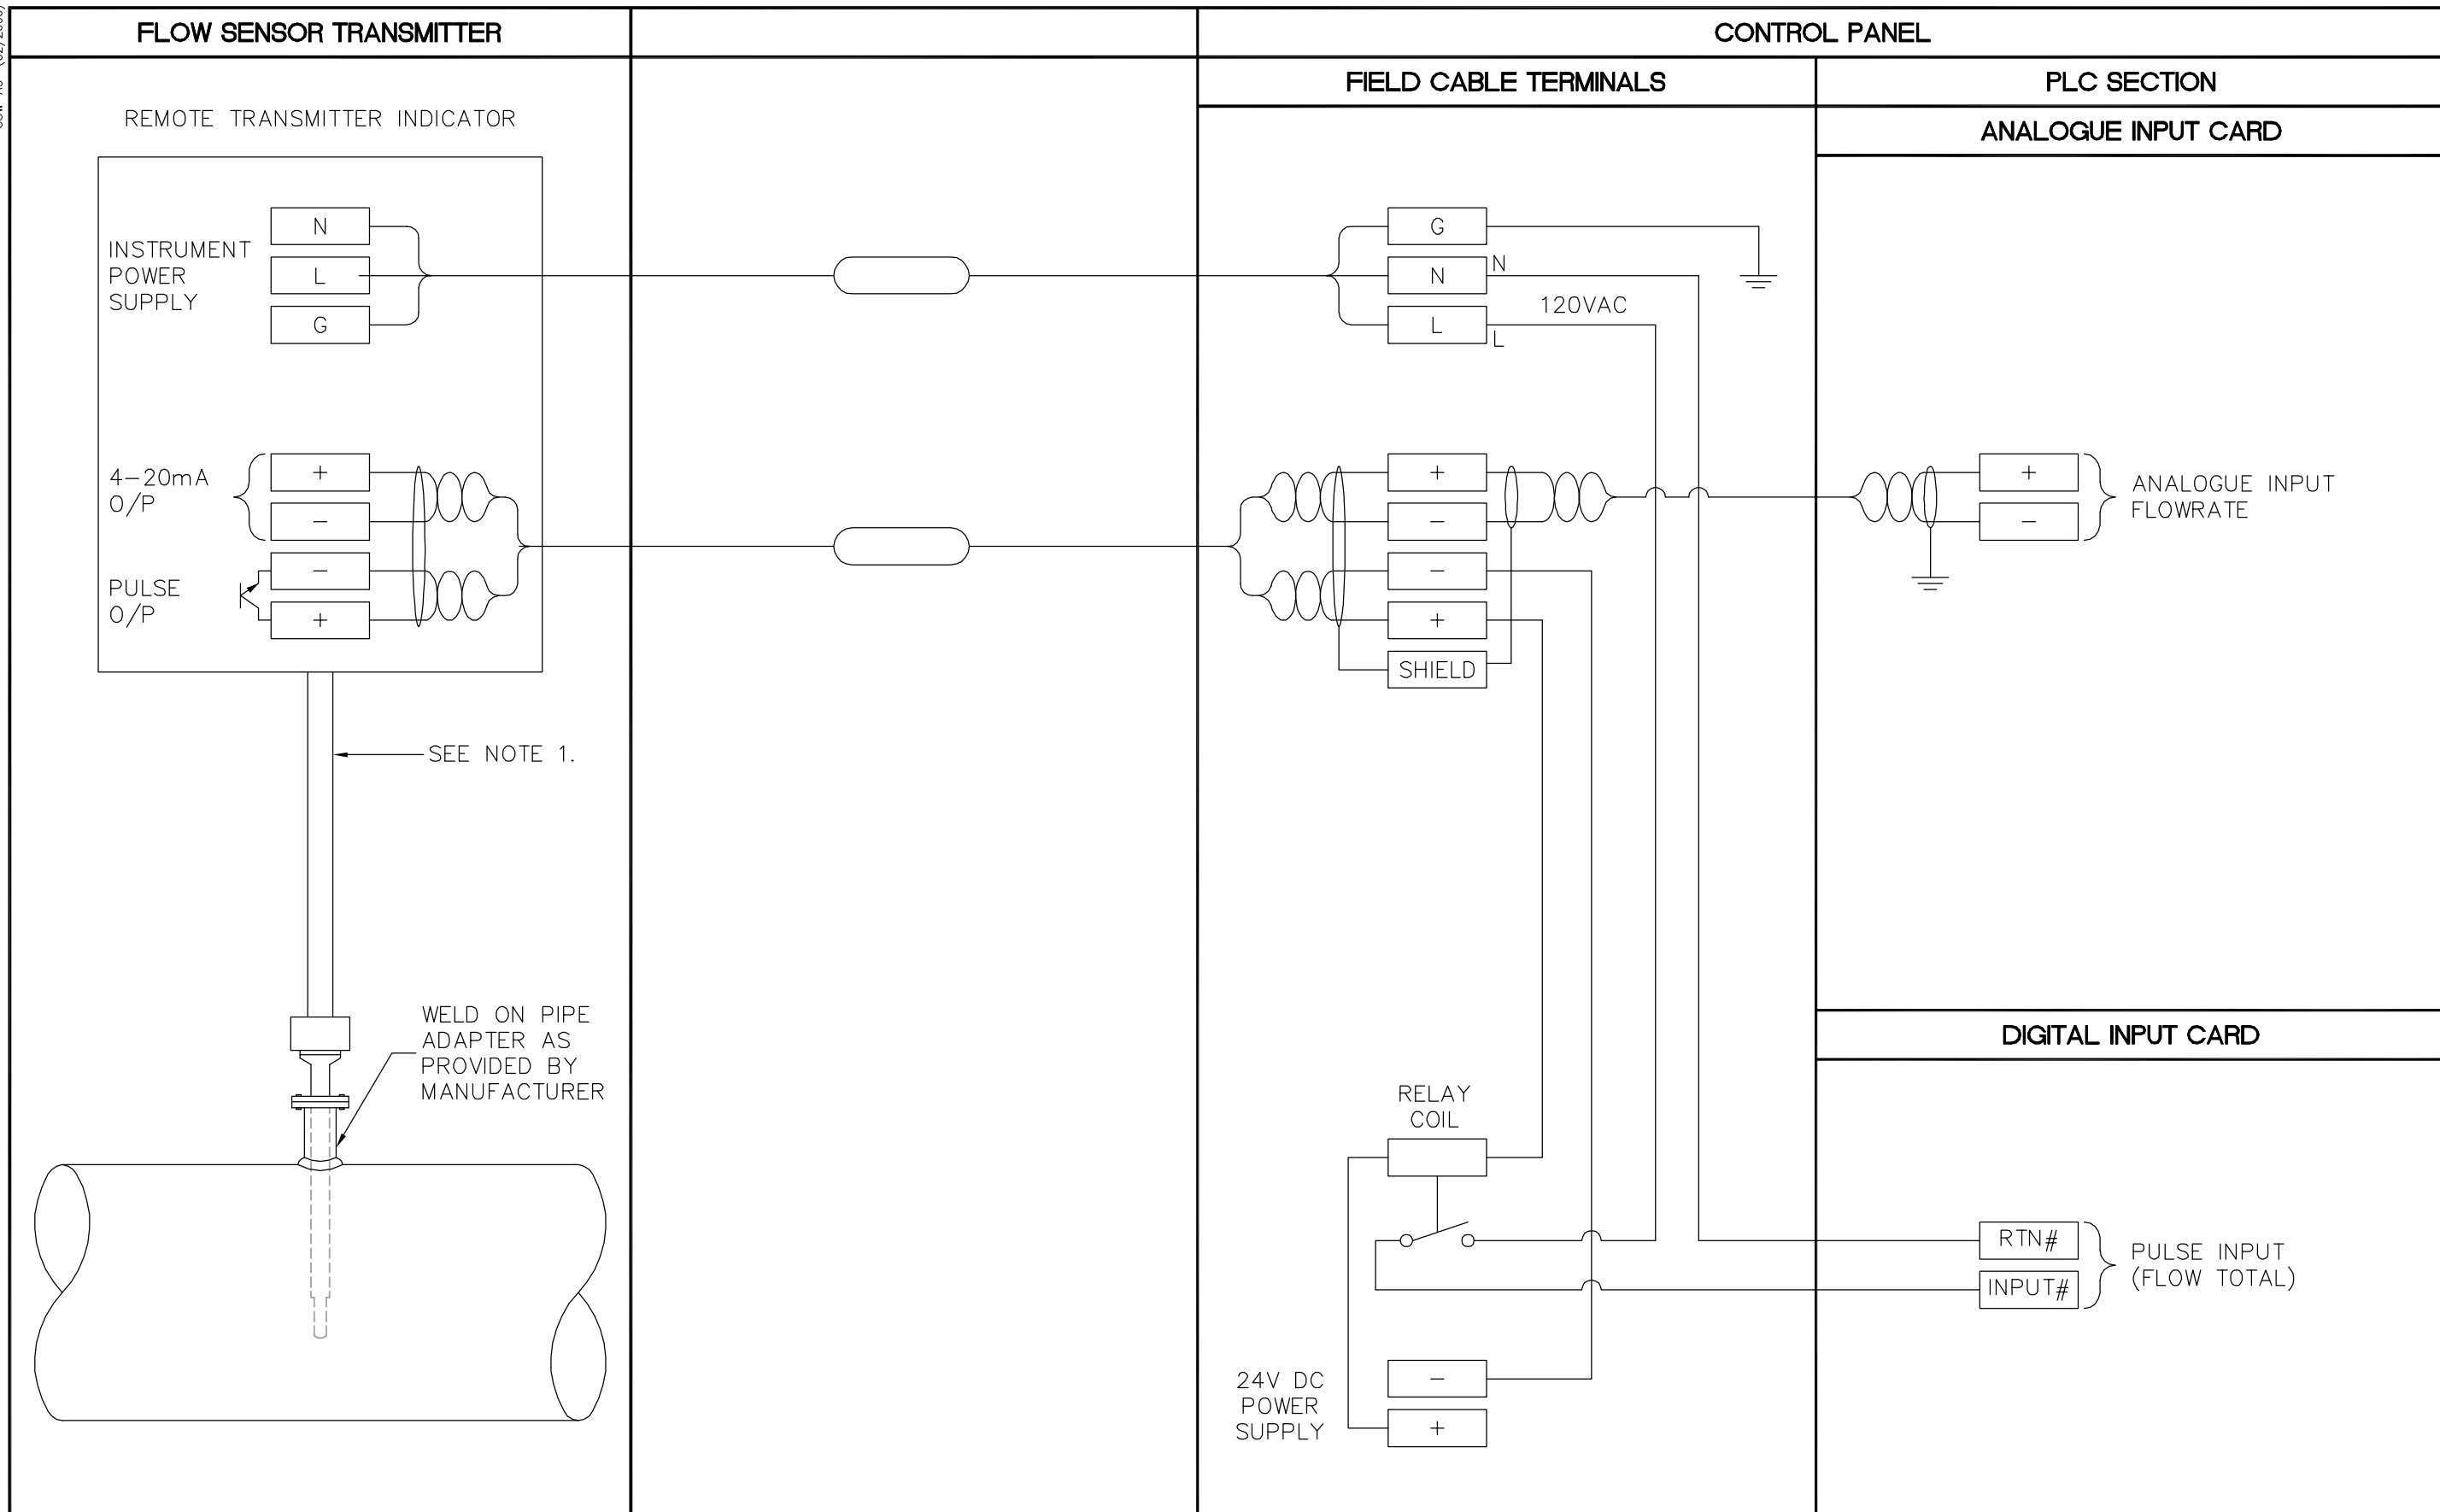 FLOW SENSOR TRANSMITTER
CONTROL PANEL
FIELD CABLE TERMINALS
PLC SECTION
ANALOGUE INPUT CARD
REMOTE TRANSMITTER INDICATOR
INSTRUMENT
POWER
SUPPLY
N
L
G
G
N
N
120VAC
L
L
4-20mA
O/P
+
-
PULSE
O/P
-
+
+
-
-
+
SHIELD
+
-
ANALOGUE INPUT
FLOWRATE
SEE NOTE 1.
WELD ON PIPE
ADAPTER AS
PROVIDED BY
MANUFACTURER
DIGITAL INPUT CARD
RELAY
COIL
RTN#
INPUT#
PULSE INPUT
(FLOW TOTAL)
24V DC
POWER
SUPPLY
-
+